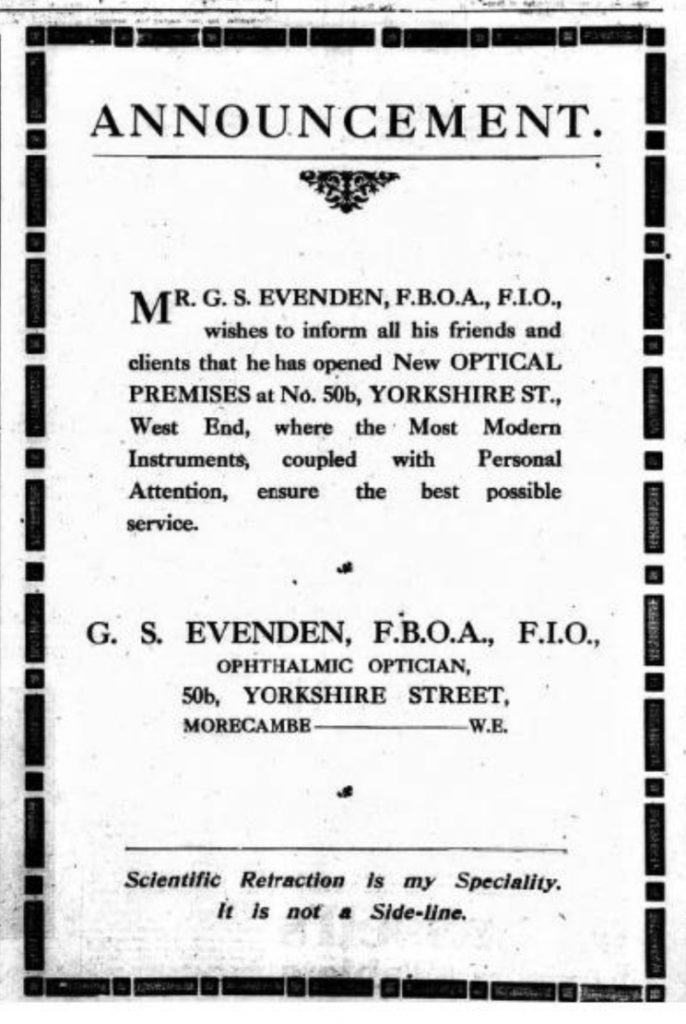 ANNOUNCEMENT.
MR. G. S. EVENDEN, F.B.O.A., F.I.O.,
wishes to inform all his friends and
clients that he has opened New OPTICAL
PREMISES at No. 50b, YORKSHIRE ST.,
West End, where the Most Modern
Instruments, coupled with Personal
Attention, ensure the best possible
service.
G. S. EVENDEN, F.B.O.A., F.I.O.,
OPHTHALMIC OPTICIAN,
50b, YORKSHIRE STREET,
MORECAMBE————W.E.
Scientific Retraction is my Speciality.
It is not a Side-line.